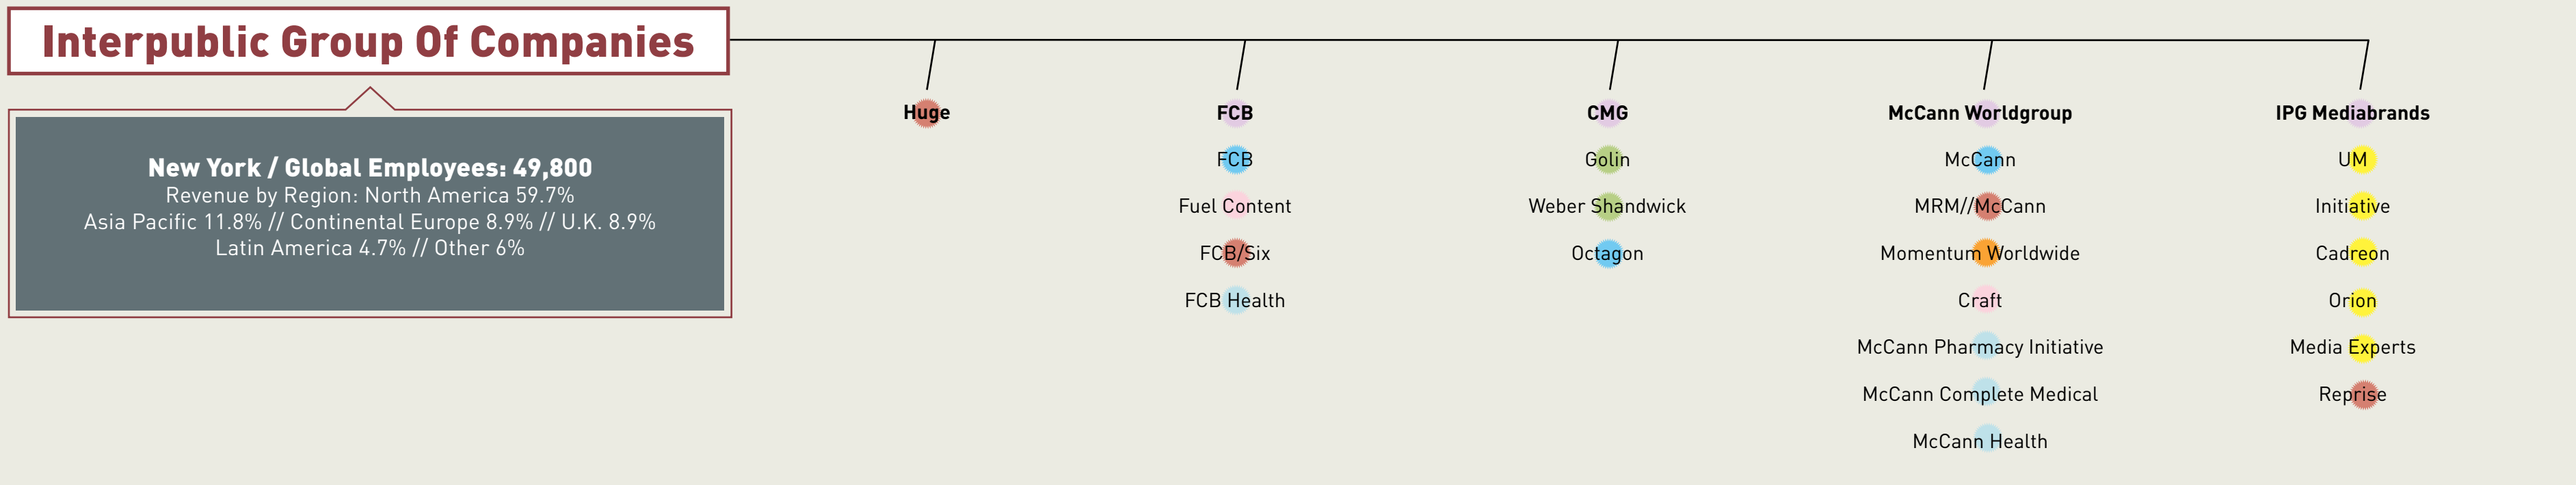 Interpublic Group Of Companies
New York / Global Employees: 49,800
Revenue by Region: North America 59.7%
Asia Pacific 11.8% // Continental Europe 8.9% // U.K. 8.9%
Latin America 4.7% // Other 6%
Huge
FCB
FCB
Fuel Content
FCB/Six
FCB Health
CMG
Golin
Weber Shandwick
Octagon
McCann Worldgroup
McCann
MRM//McCann
Momentum Worldwide
Craft
McCann Pharmacy Initiative
McCann Complete Medical
McCann Health
IPG Mediabrands
UM
Initiative
Cadreon
Orion
Media Experts
Reprise